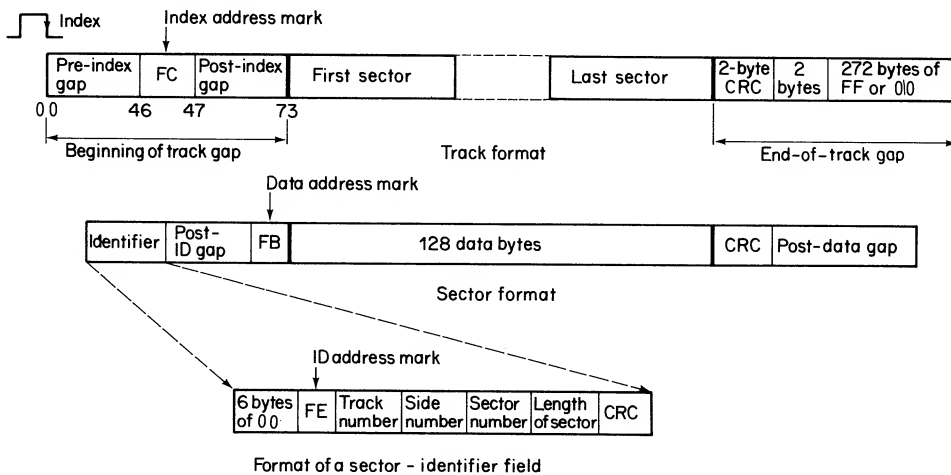 Index
Index address mark
Pre-index gap
FC
Post-index gap
First sector
Last sector
2-byte CRC
2 bytes
272 bytes of FF or 010
00
46
47
73
Beginning of track gap
Track format
End-of-track gap
Data address mark
Identifier
Post-ID gap
FB
128 data bytes
CRC
Post-data gap
Sector format
ID address mark
6 bytes of 00
FE
Track number
Side number
Sector number
Length of sector
CRC
Format of a sector - identifier field